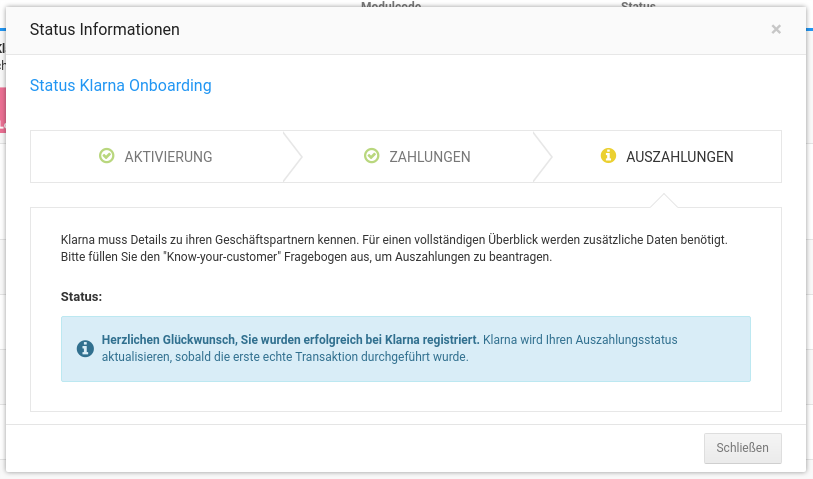 Modulcode Status
Status Informationen ×
Status Klarna Onboarding
AKTIVIERUNG ZAHLUNGEN AUSZAHLUNGEN
Klarna muss Details zu ihren Geschäftspartnern kennen. Für einen vollständigen Überblick werden zusätzliche Daten benötigt.
Bitte füllen Sie den "Know-your-customer" Fragebogen aus, um Auszahlungen zu beantragen.
Status:
Herzlichen Glückwunsch, Sie wurden erfolgreich bei Klarna registriert. Klarna wird Ihren Auszahlungsstatus
aktualisieren, sobald die erste echte Transaktion durchgeführt wurde.
Schließen